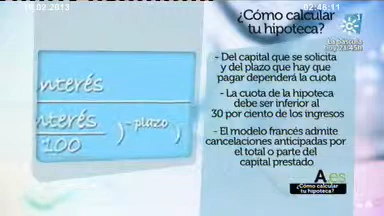 19.02.2013
02:46:11
¿Cómo calcular
tu hipoteca?
nterés
nterés
100
)
-plazo
)
- Del capital que se solicita
y del plazo que hay que
pagar dependerá la cuota
- La cuota de la hipoteca
debe ser inferior al
30 por ciento de los ingresos
- El modelo francés admite
cancelaciones anticipadas por
el total o parte del
capital prestado
A.es
¿Cómo calcular
tu hipoteca?